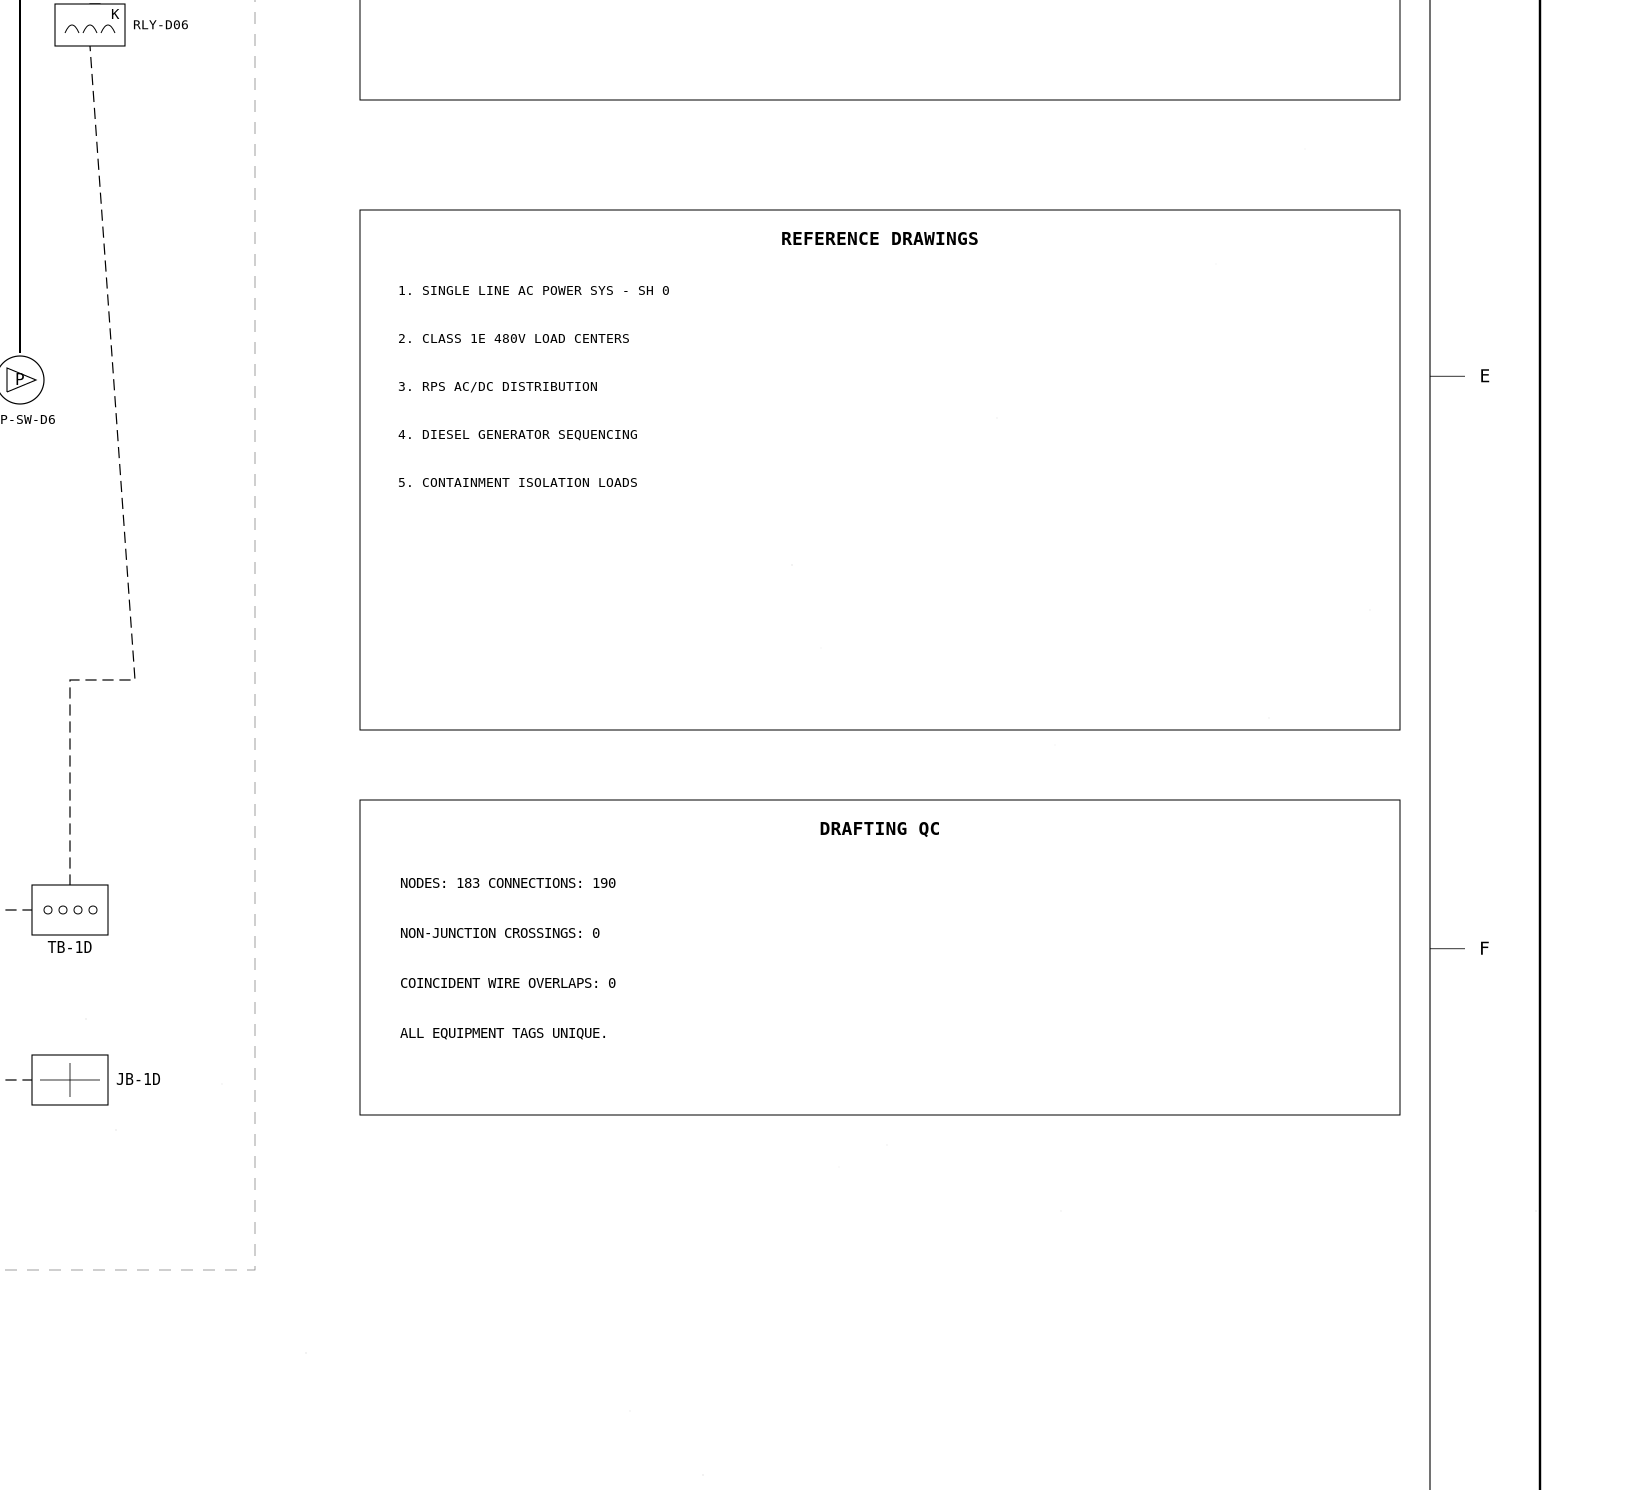 K
RLY-D06
REFERENCE DRAWINGS
1. SINGLE LINE AC POWER SYS - SH 0
2. CLASS 1E 480V LOAD CENTERS
3. RPS AC/DC DISTRIBUTION
4. DIESEL GENERATOR SEQUENCING
5. CONTAINMENT ISOLATION LOADS
P
P-SW-D6
E
DRAFTING QC
NODES: 183 CONNECTIONS: 190
NON-JUNCTION CROSSINGS: 0
COINCIDENT WIRE OVERLAPS: 0
ALL EQUIPMENT TAGS UNIQUE.
TB-1D
F
JB-1D